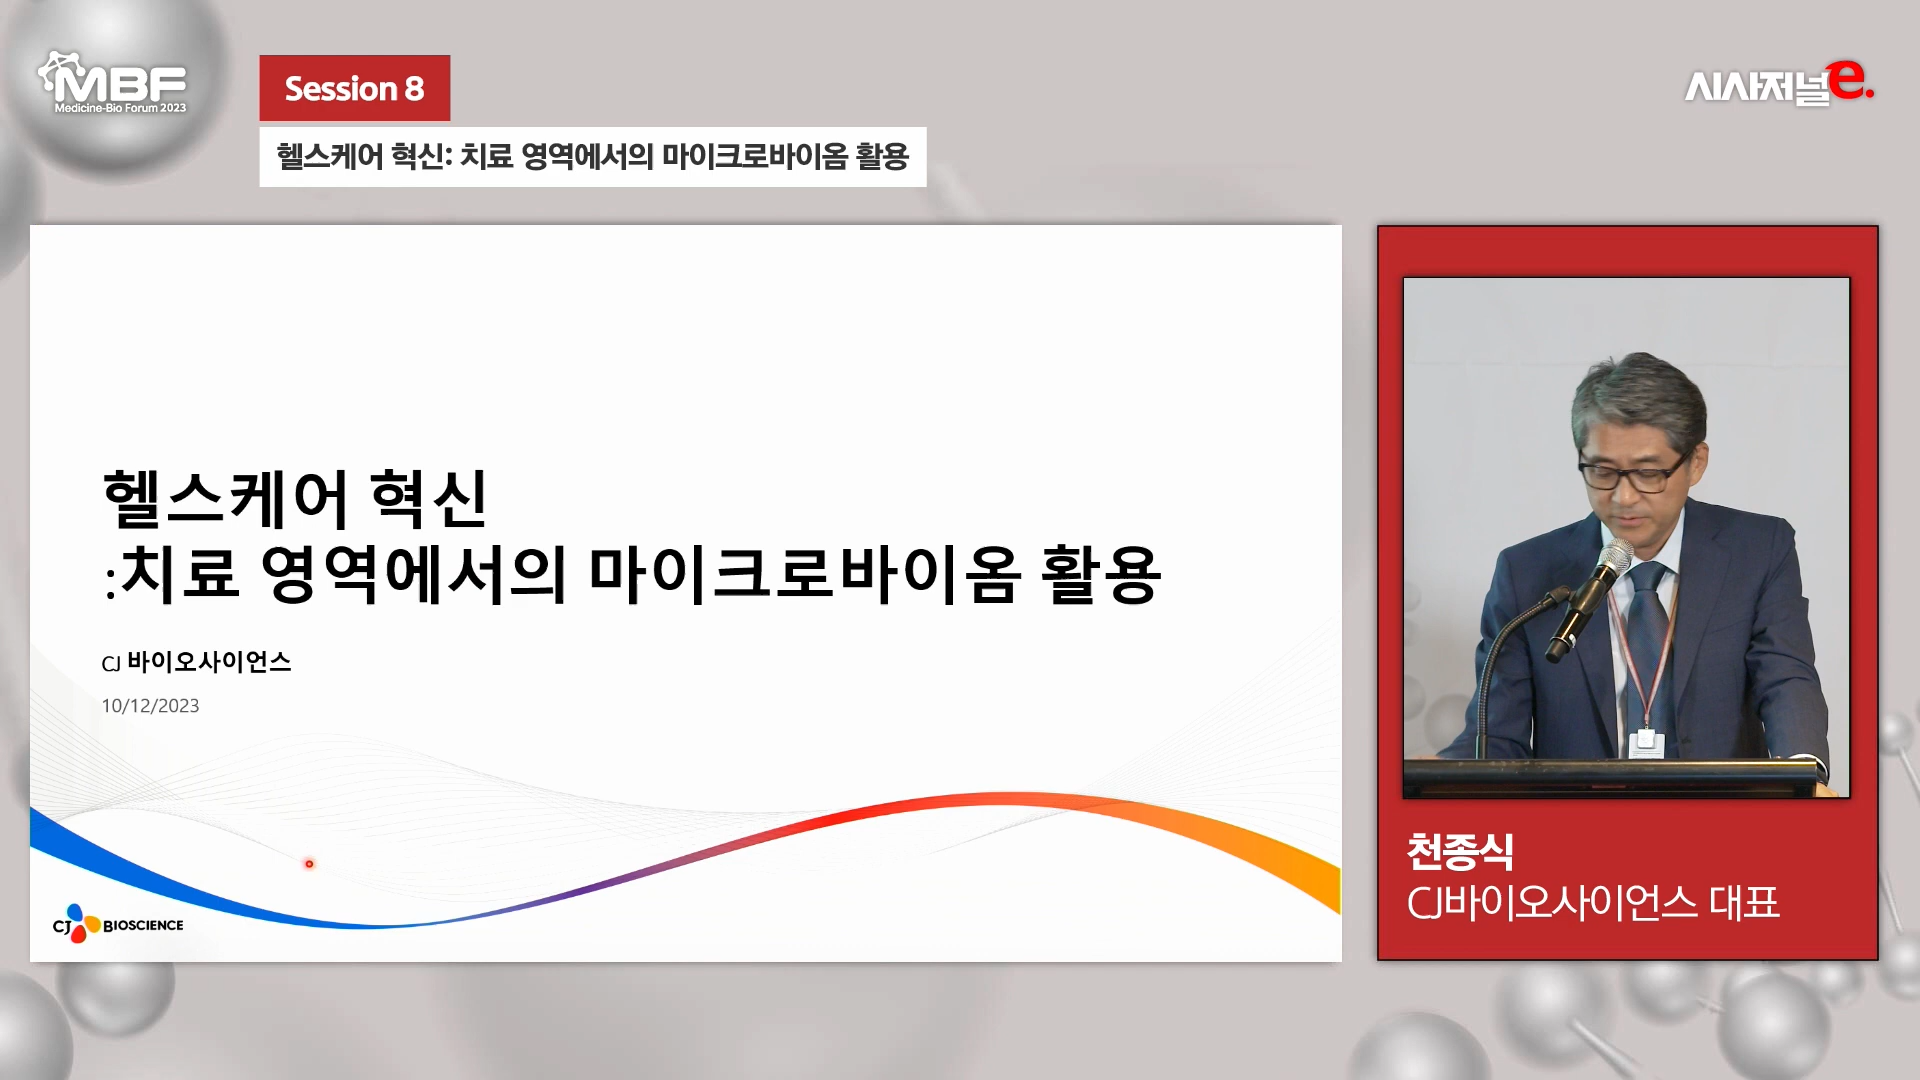 MBF
Medicine-Bio Forum 2023
Session 8
헬스케어 혁신: 치료 영역에서의 마이크로바이옴 활용
시사저널e.
헬스케어 혁신
:치료 영역에서의 마이크로바이옴 활용
CJ 바이오사이언스
10/12/2023
CJ BIOSCIENCE
천종식
CJ바이오사이언스 대표